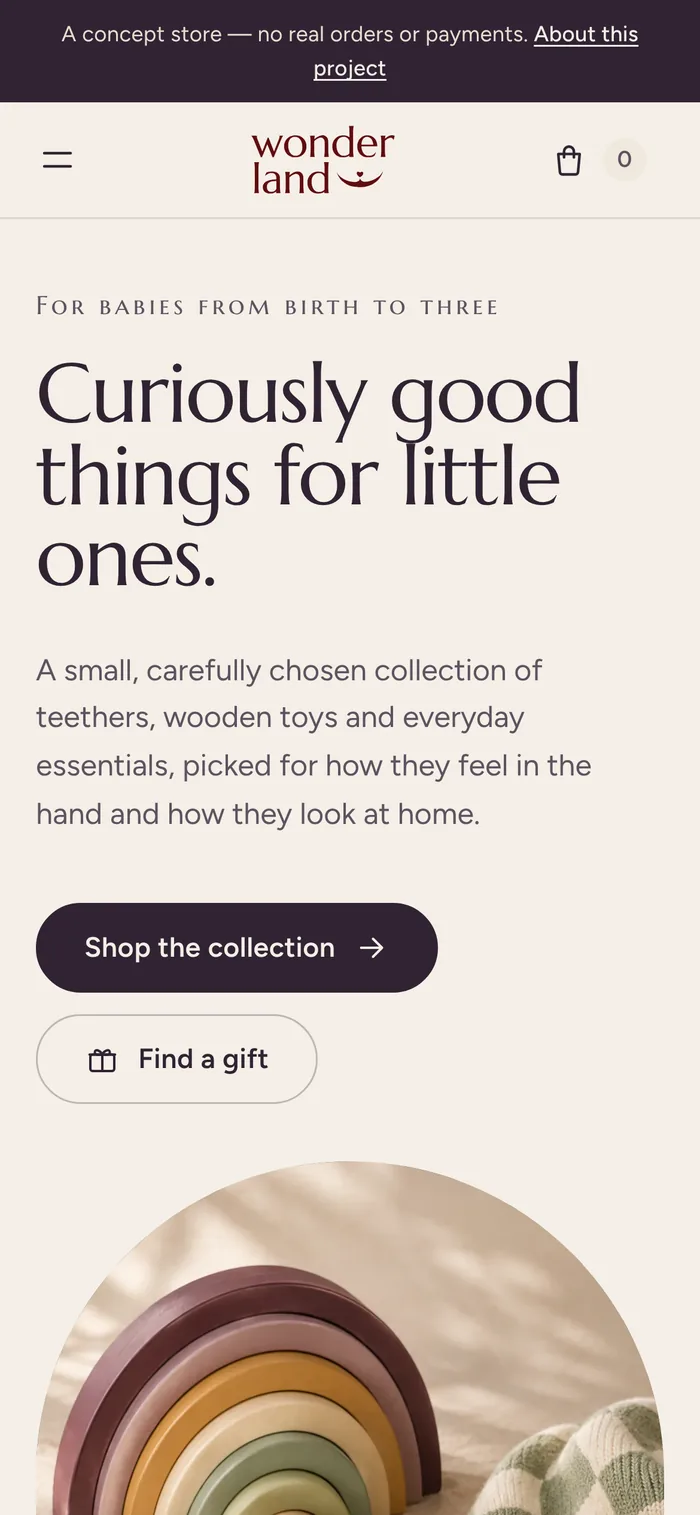 A concept store — no real orders or payments. About this
project
wonder
land
0
For babies from birth to three
Curiously good
things for little
ones.
A small, carefully chosen collection of
teethers, wooden toys and everyday
essentials, picked for how they feel in the
hand and how they look at home.
Shop the collection →
Find a gift